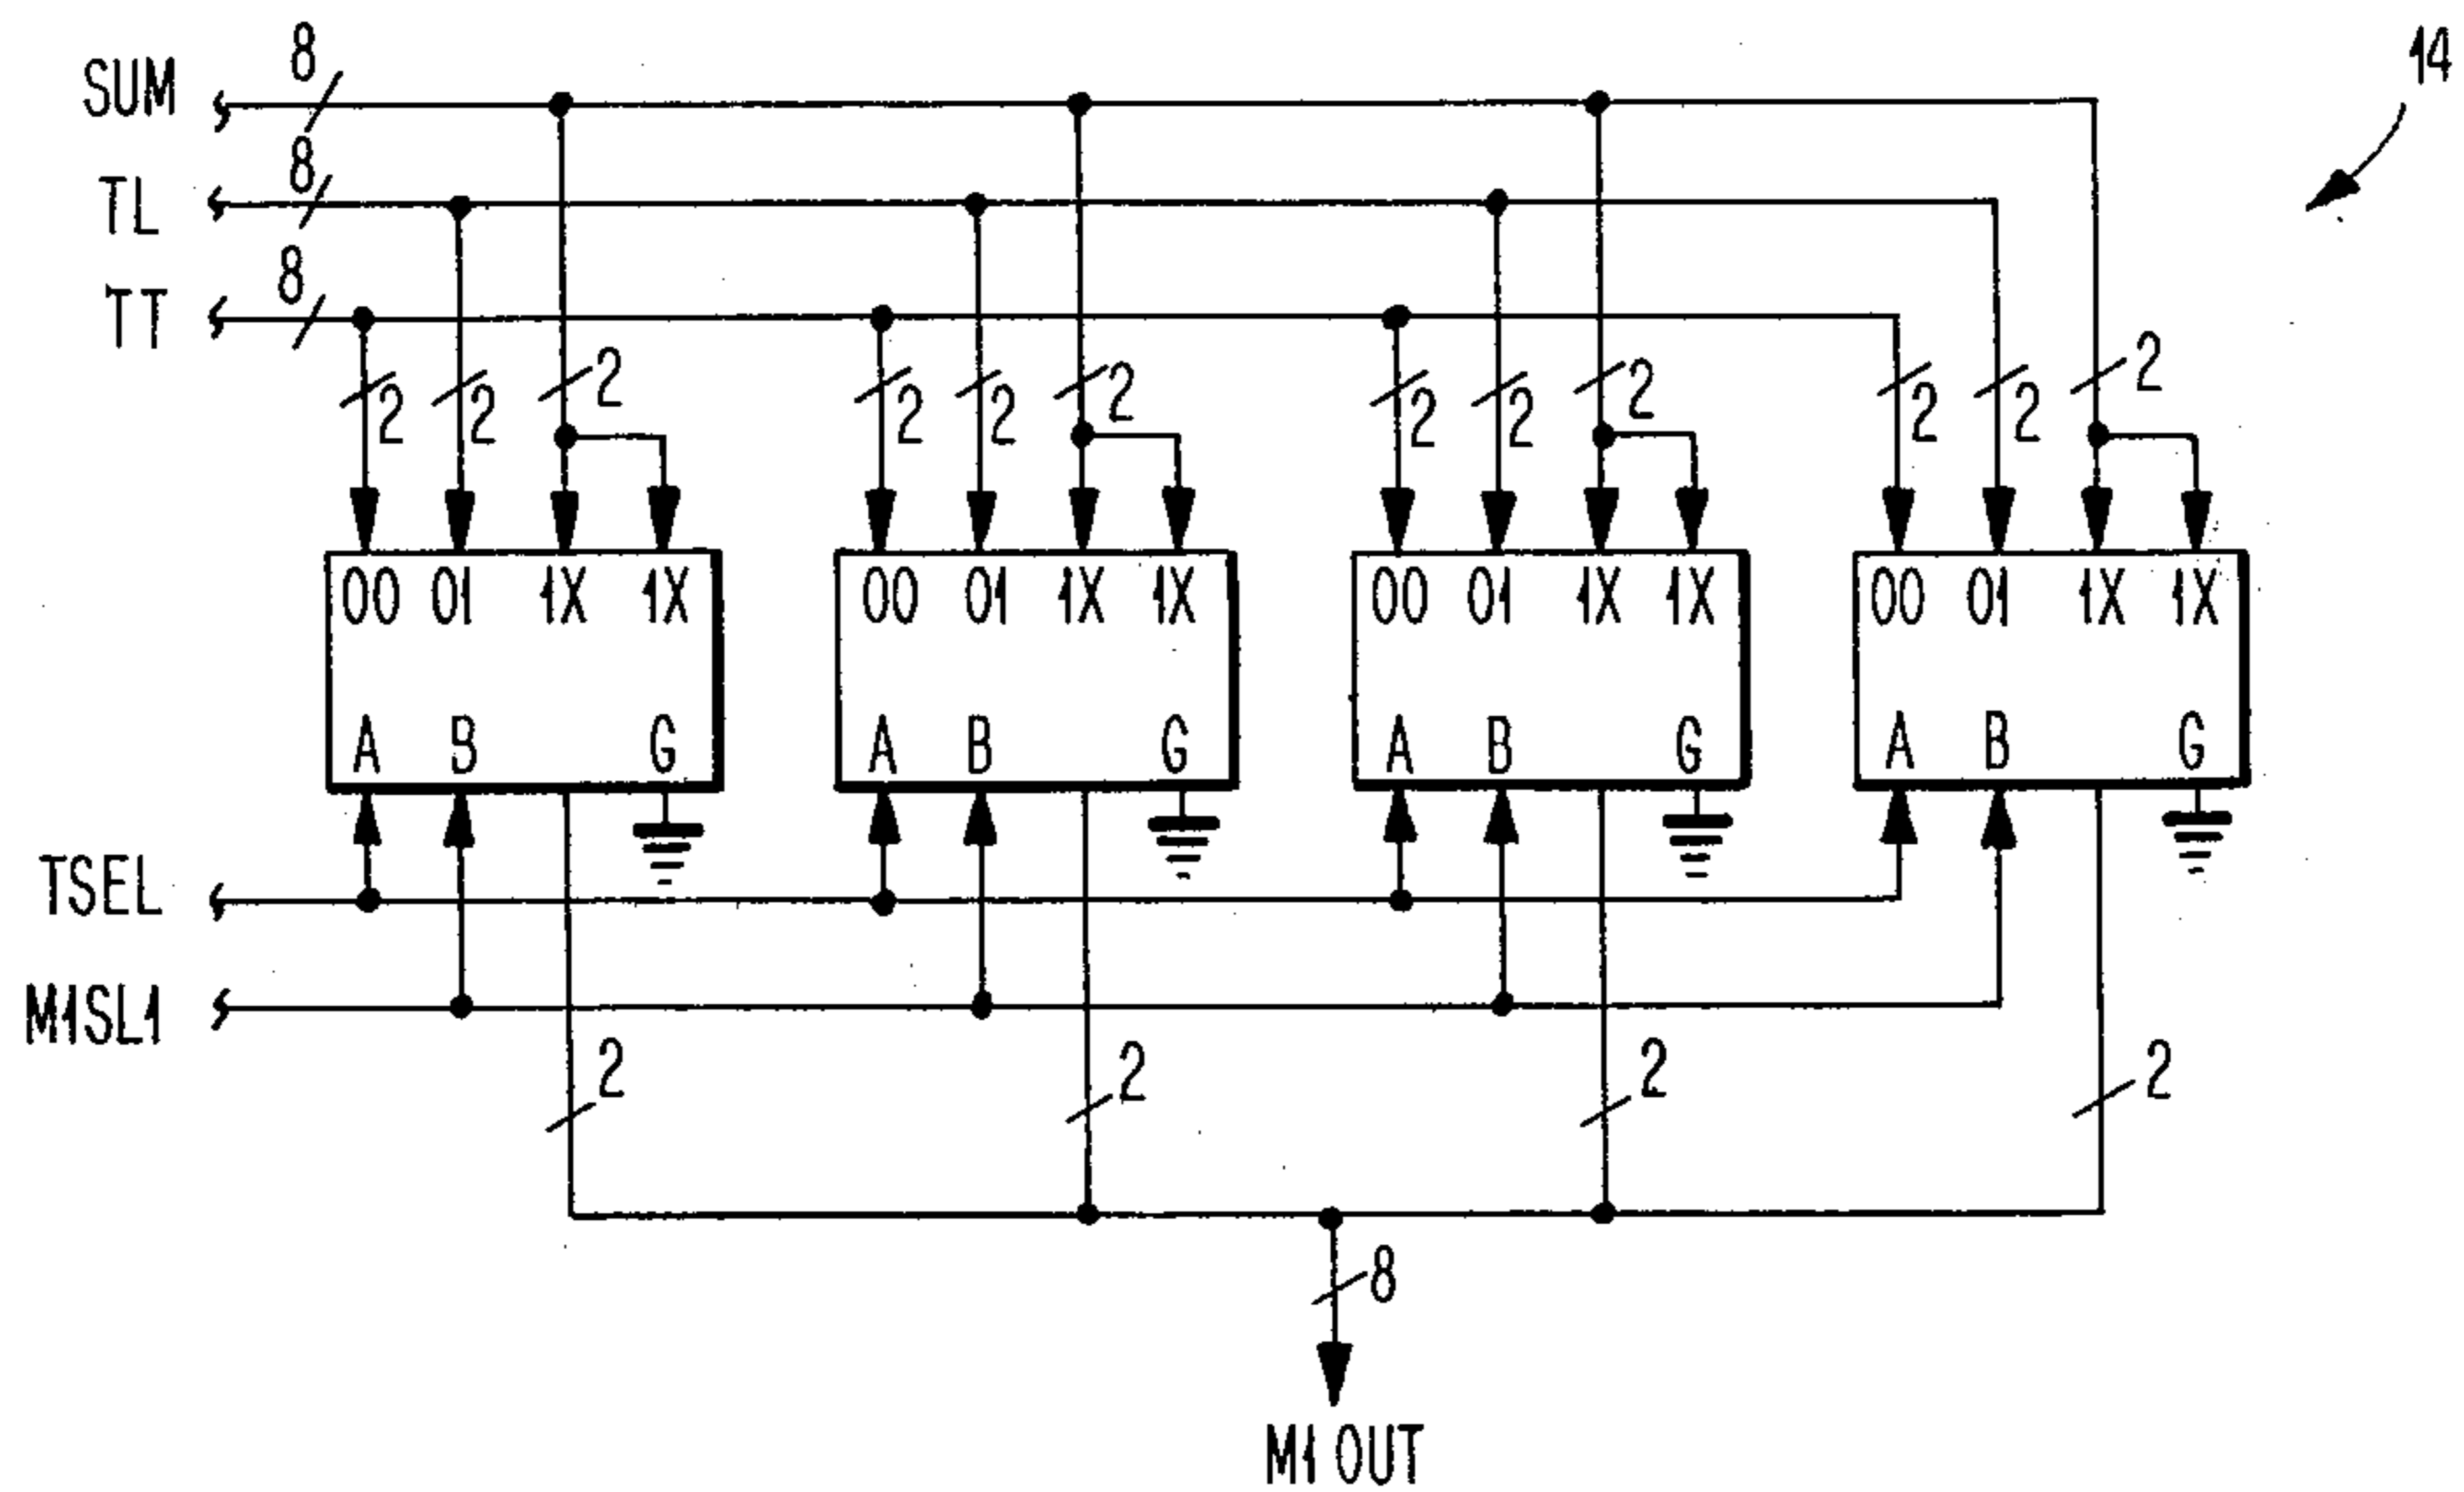 8
14
SUM
8
TL
8
TT
2 2 2 2 2 2 2 2 2 2 2 2
00 01 1X 1X 00 01 1X 1X 00 01 1X 1X 00 01 1X 1X
A B G A B G A B G A B G
TSEL
M1SL1
2 2 2 2
8
M1 OUT